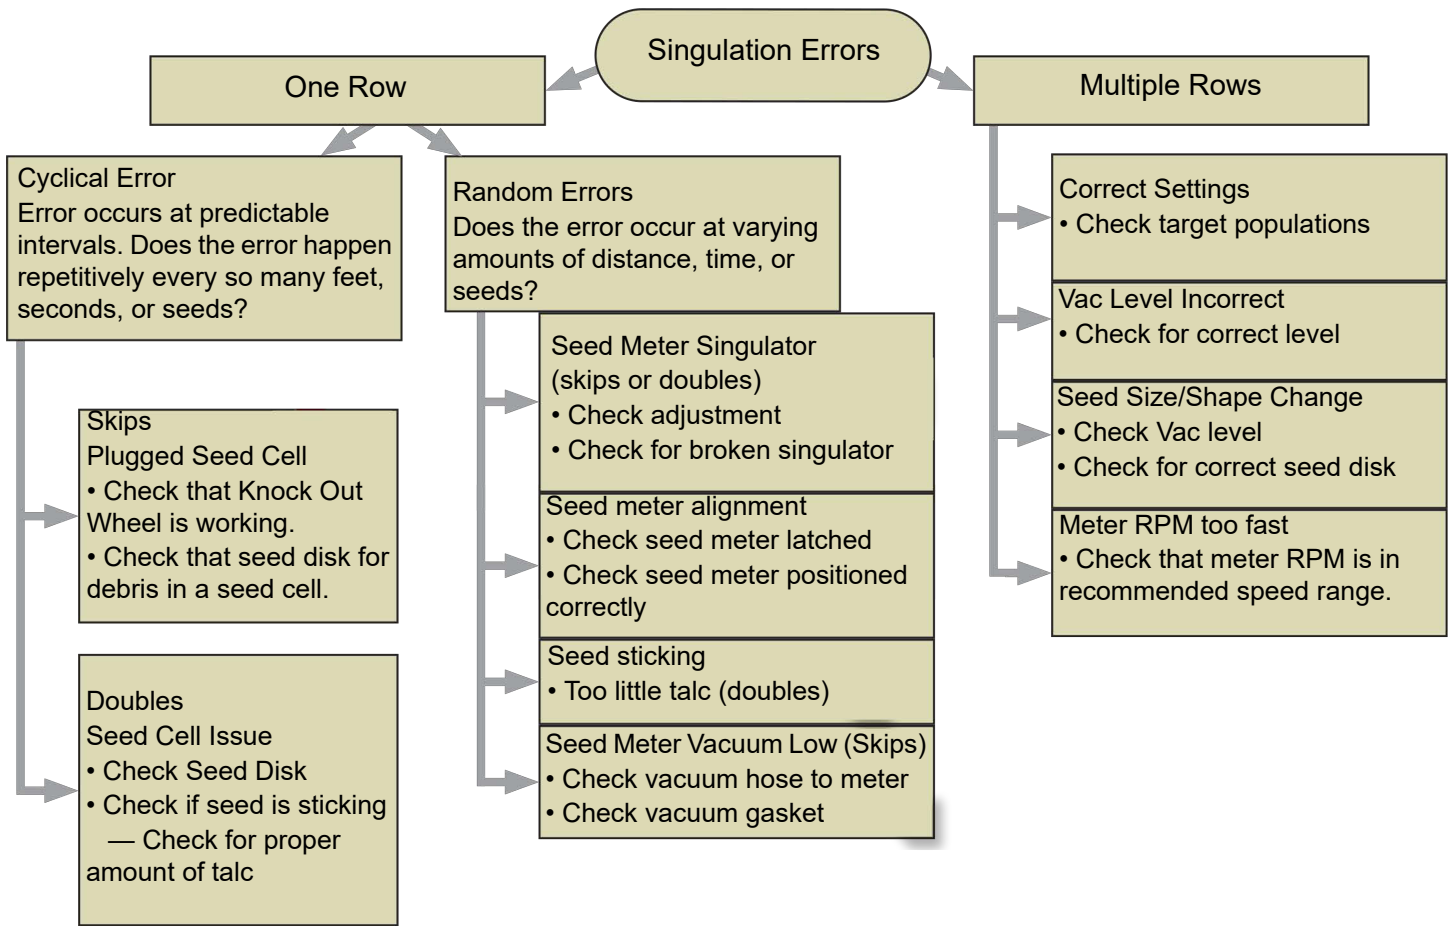 Singulation Errors
One Row
Multiple Rows
Cyclical Error
Error occurs at predictable
intervals. Does the error happen
repetitively every so many feet,
seconds, or seeds?
Skips
Plugged Seed Cell
• Check that Knock Out
Wheel is working.
• Check that seed disk for
debris in a seed cell.
Doubles
Seed Cell Issue
• Check Seed Disk
• Check if seed is sticking
— Check for proper
amount of talc
Random Errors
Does the error occur at varying
amounts of distance, time, or
seeds?
Seed Meter Singulator
(skips or doubles)
• Check adjustment
• Check for broken singulator
Seed meter alignment
• Check seed meter latched
• Check seed meter positioned
correctly
Seed sticking
• Too little talc (doubles)
Seed Meter Vacuum Low (Skips)
• Check vacuum hose to meter
• Check vacuum gasket
Correct Settings
• Check target populations
Vac Level Incorrect
• Check for correct level
Seed Size/Shape Change
• Check Vac level
• Check for correct seed disk
Meter RPM too fast
• Check that meter RPM is in
recommended speed range.